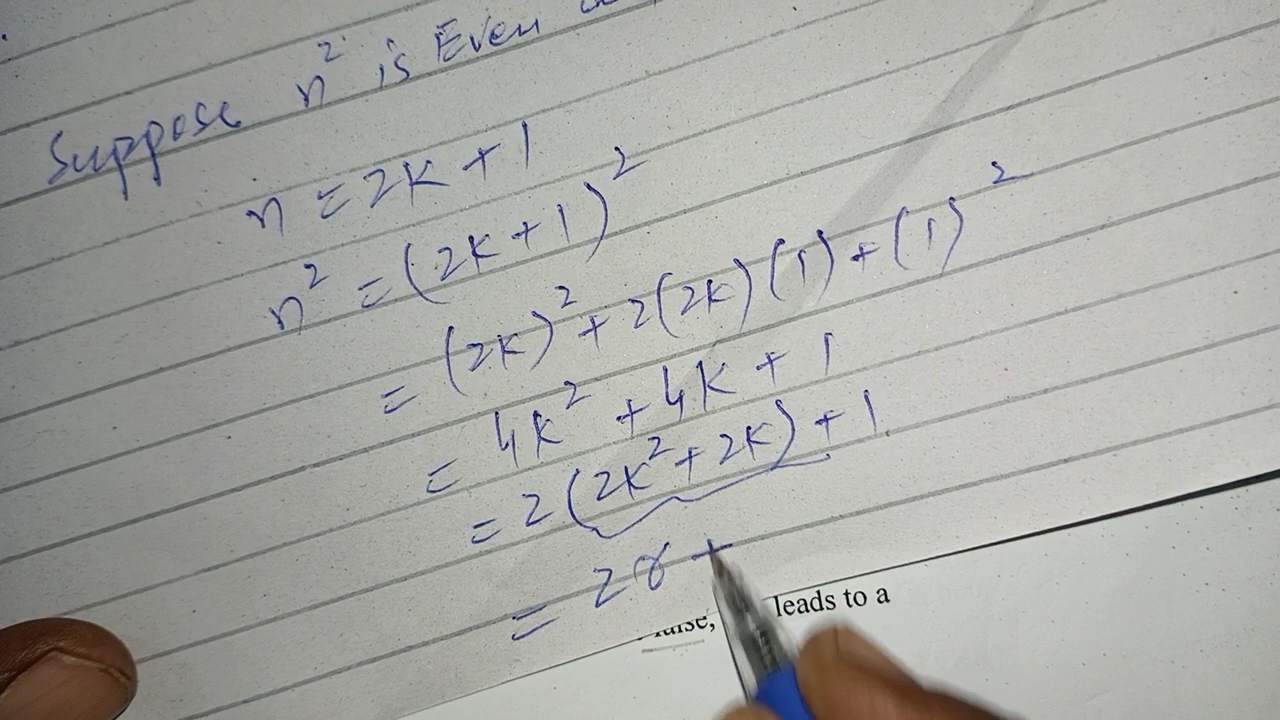 Suppose n² is Even
n = 2K + 1
n² = (2K + 1)²
= (2K)² + 2(2K)(1) + (1)²
= 4K² + 4K + 1
= 2(2K² + 2K) + 1
= 2r +
leads to a